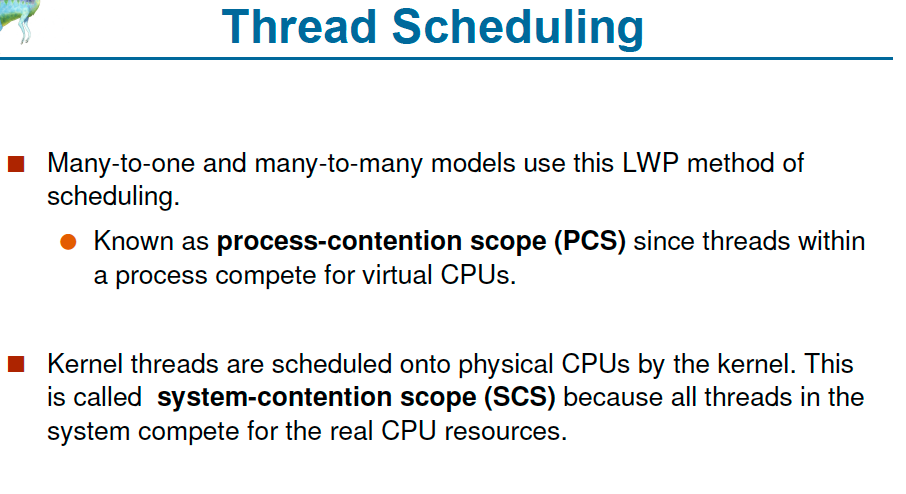 Thread Scheduling
Many-to-one and many-to-many models use this LWP method of
scheduling.
Known as process-contention scope (PCS) since threads within
a process compete for virtual CPUs.
Kernel threads are scheduled onto physical CPUs by the kernel. This
is called system-contention scope (SCS) because all threads in the
system compete for the real CPU resources.